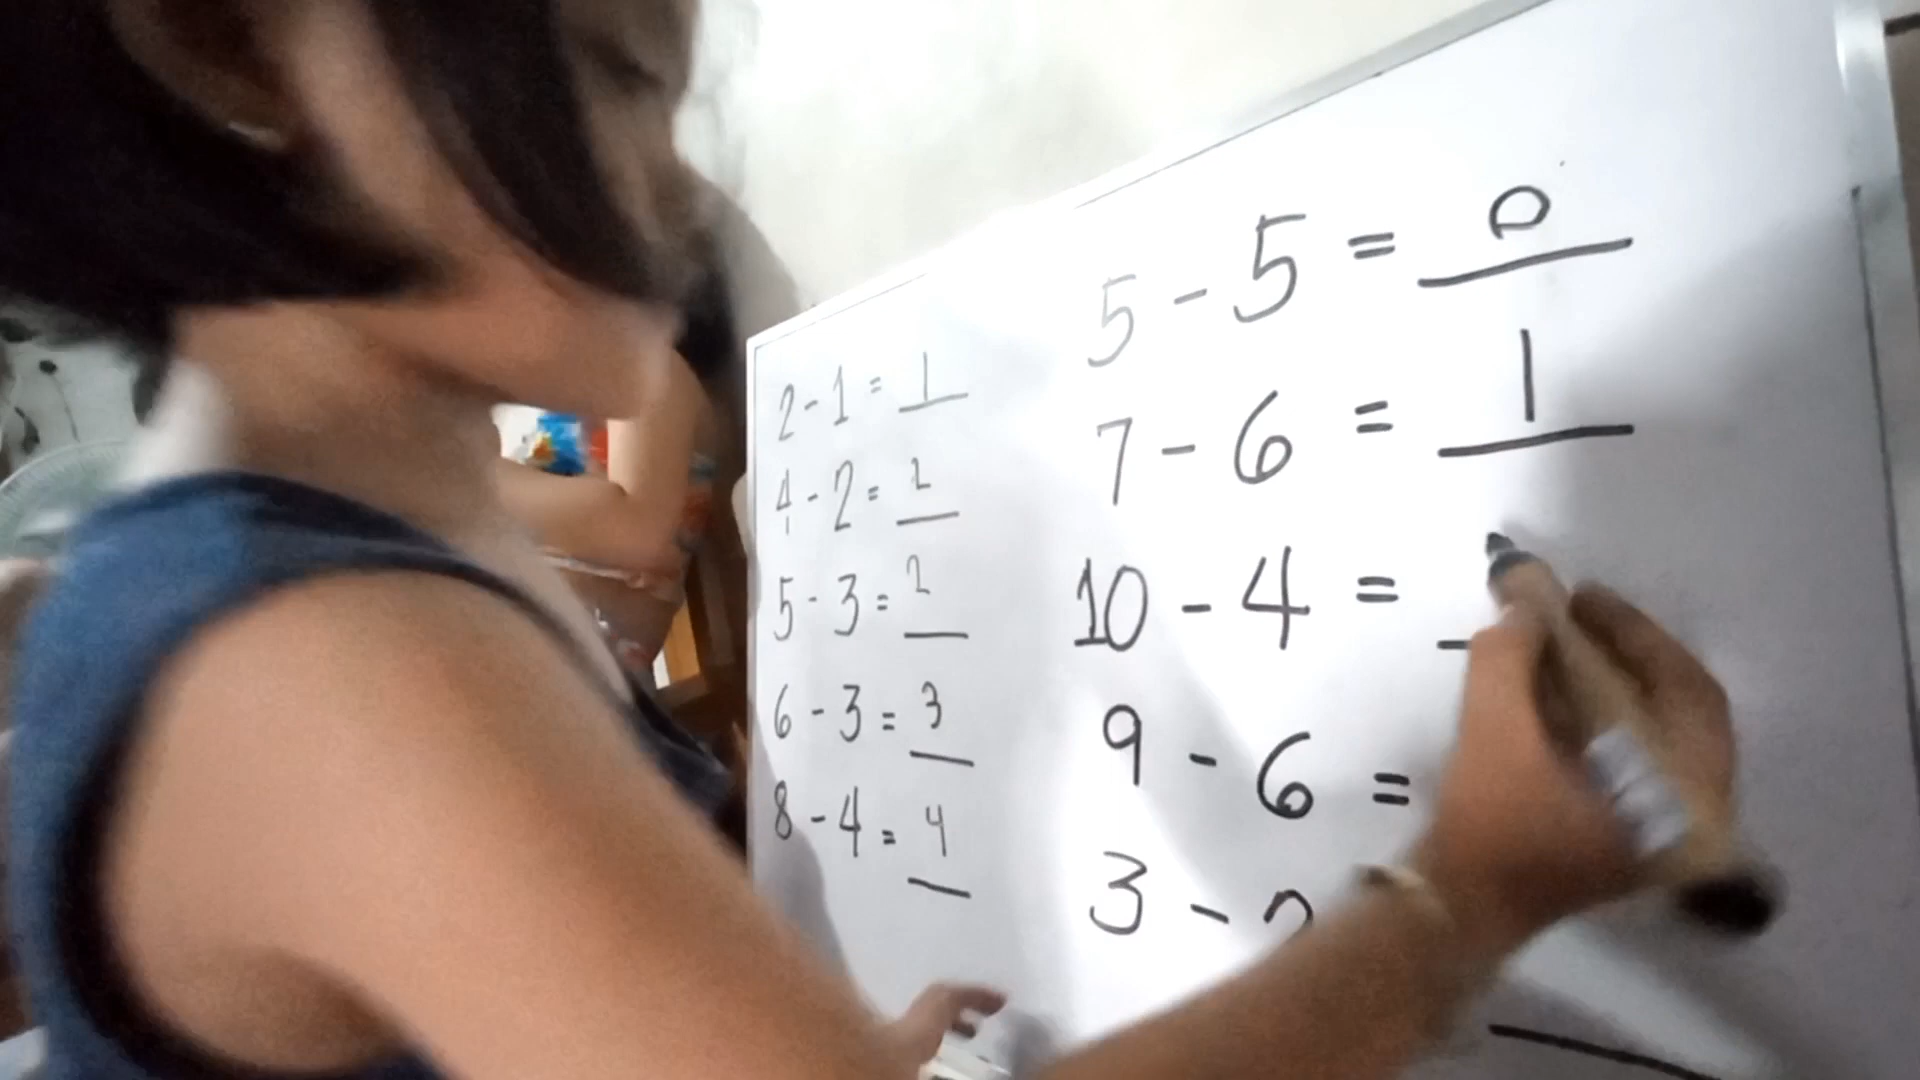 2 - 1 = 1
4 - 2 = 2
5 - 3 = 2
6 - 3 = 3
8 - 4 = 4
5 - 5 = 0
7 - 6 = 1
10 - 4 =
9 - 6 =
3 -